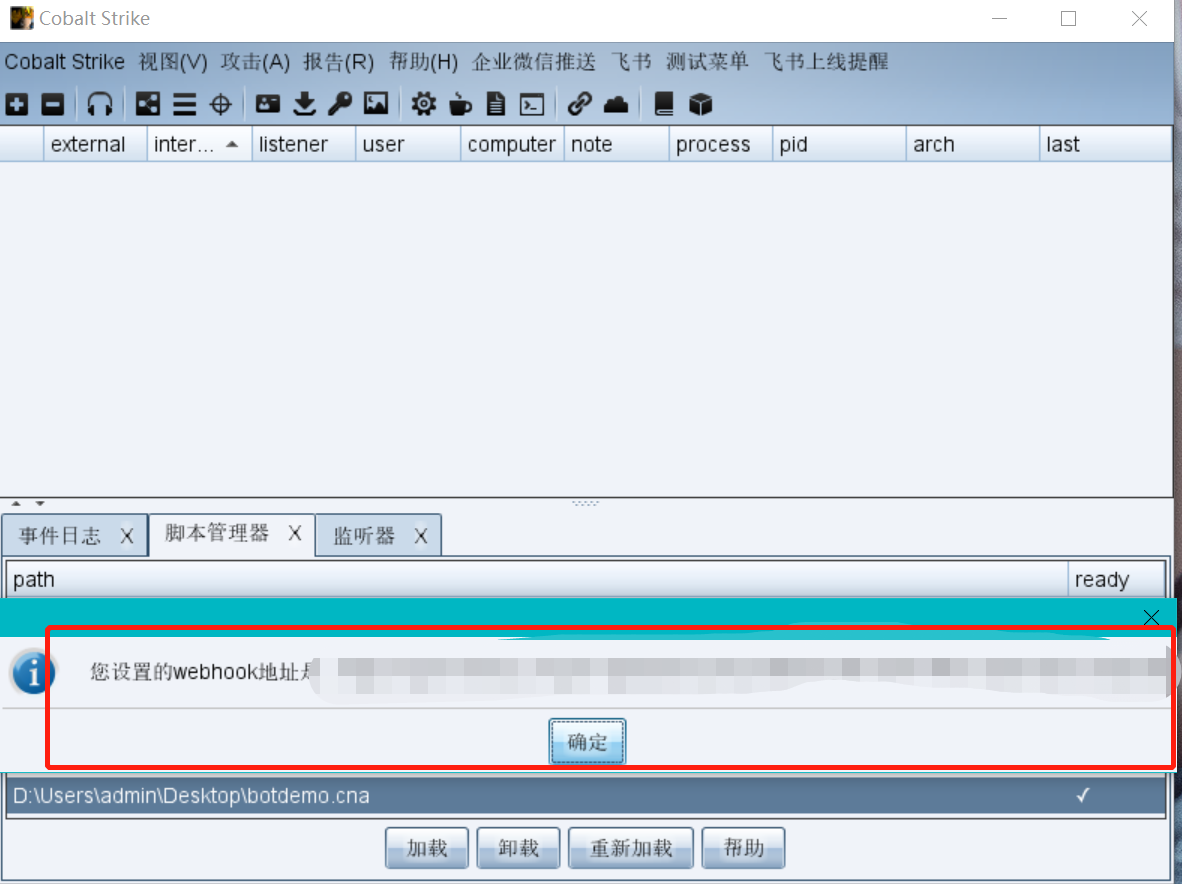 Cobalt Strike
Cobalt Strike 视图(V) 攻击(A) 报告(R) 帮助(H) 企业微信推送 飞书 测试菜单 飞书上线提醒
external inter... listener user computer note process pid arch last
事件日志 X 脚本管理器 X 监听器 X
path ready
您设置的webhook地址是
确定
D:\Users\admin\Desktop\botdemo.cna ✓
加载 卸载 重新加载 帮助